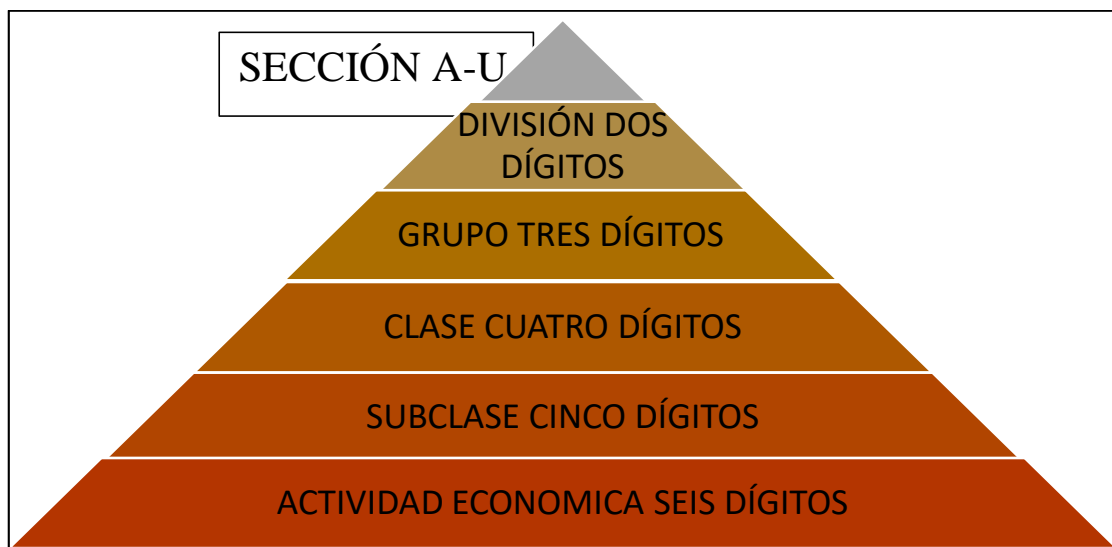 SECCIÓN A-U
DIVISIÓN DOS
DÍGITOS
GRUPO TRES DÍGITOS
CLASE CUATRO DÍGITOS
SUBCLASE CINCO DÍGITOS
ACTIVIDAD ECONOMICA SEIS DÍGITOS